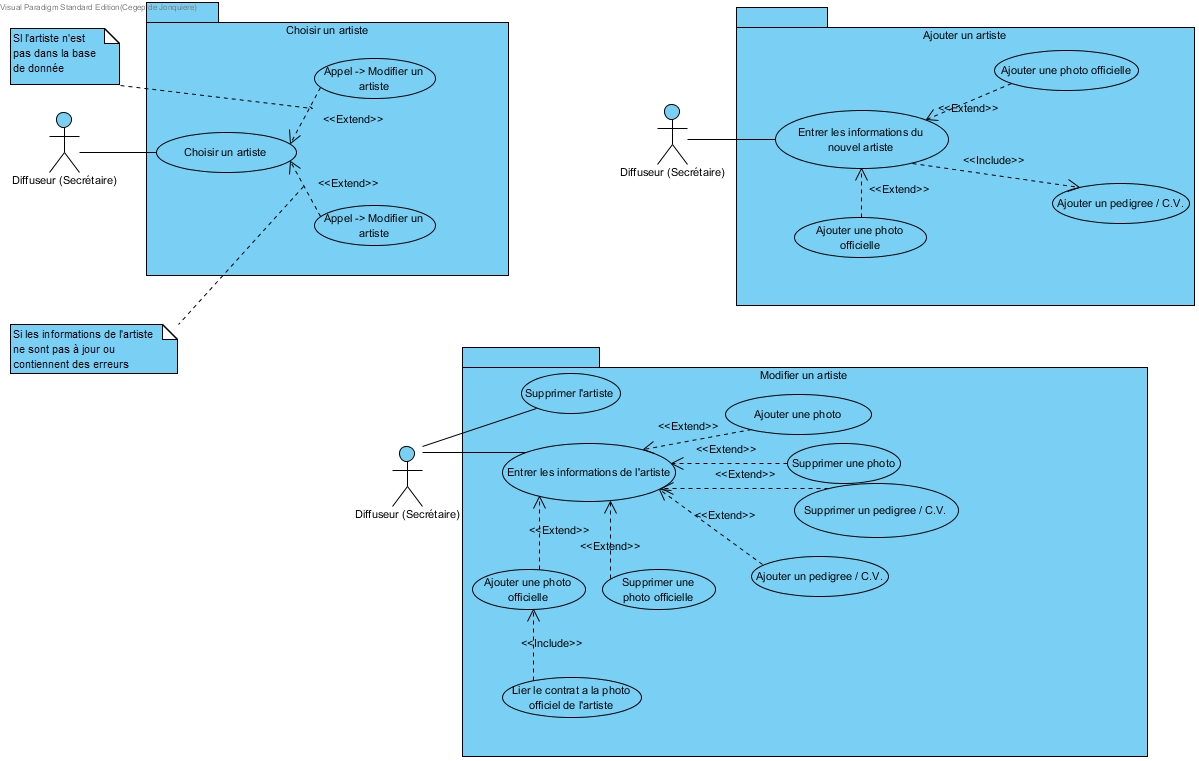 Visual Paradigm Standard Edition(Cegep de Jonquiere)
Choisir un artiste
SI l'artiste n'est
pas dans la base
de donnée
Appel -> Modifier un
artiste
<<Extend>>
Choisir un artiste
Diffuseur (Secrétaire)
<<Extend>>
Appel -> Modifier un
artiste
Si les informations de l'artiste
ne sont pas à jour ou
contiennent des erreurs
Ajouter un artiste
Ajouter une photo officielle
<<Extend>>
Entrer les informations du
nouvel artiste
<<Include>>
Diffuseur (Secrétaire)
<<Extend>>
Ajouter un pedigree / C.V.
Ajouter une photo
officielle
Modifier un artiste
Supprimer l'artiste
Ajouter une photo
<<Extend>>
<<Extend>>
Supprimer une photo
Entrer les informations de l'artiste
<<Extend>>
Supprimer un pedigree / C.V.
Diffuseur (Secrétaire)
<<Extend>>
<<Extend>>
<<Extend>>
Ajouter un pedigree / C.V.
Ajouter une photo
officielle
Supprimer une
photo officielle
<<Include>>
Lier le contrat a la photo
officiel de l'artiste